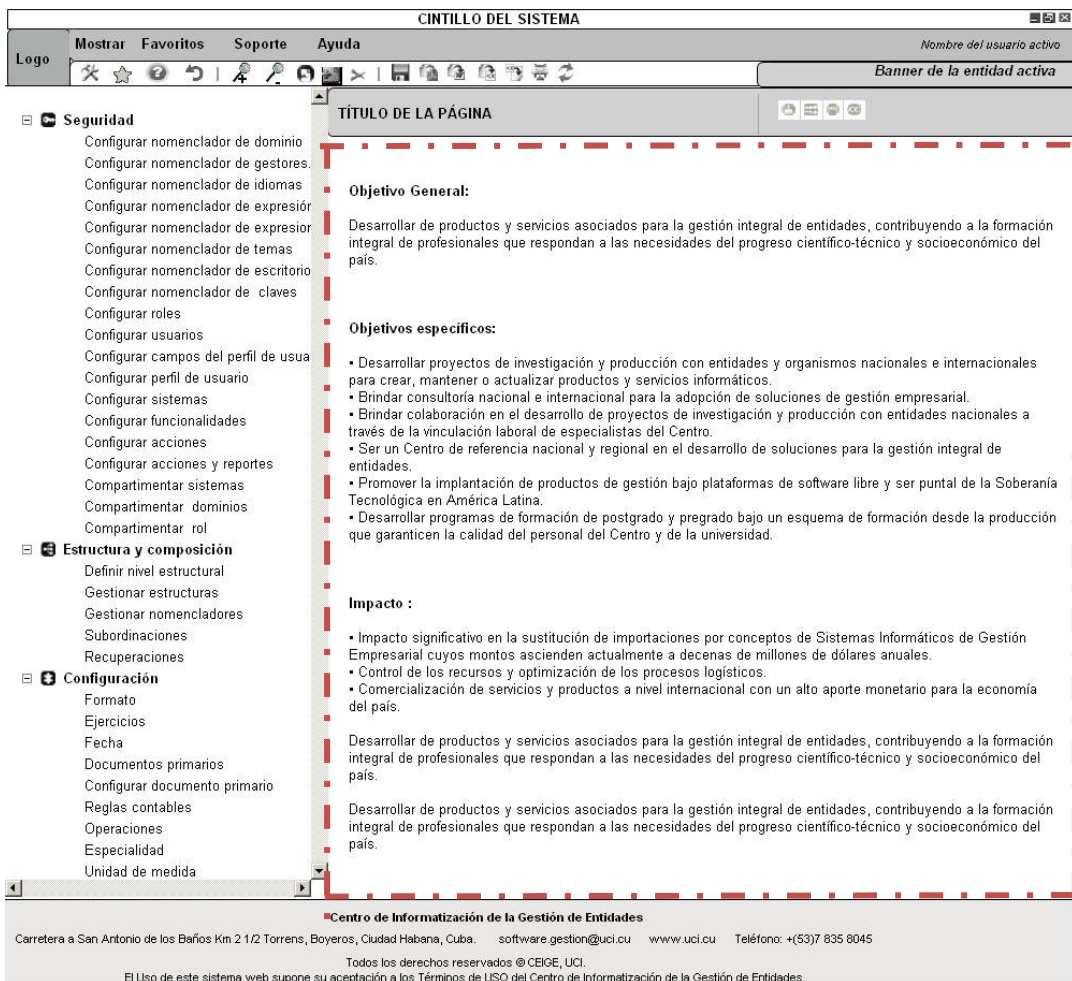 CINTILLO DEL SISTEMA
Logo
Mostrar Favoritos Soporte Ayuda
Nombre del usuario activo
Banner de la entidad activa
Seguridad
Configurar nomenclador de dominio
Configurar nomenclador de gestores.
Configurar nomenclador de idiomas
Configurar nomenclador de expresión
Configurar nomenclador de expresion
Configurar nomenclador de temas
Configurar nomenclador de escritorio
Configurar nomenclador de claves
Configurar roles
Configurar usuarios
Configurar campos del perfil de usua
Configurar perfil de usuario
Configurar sistemas
Configurar funcionalidades
Configurar acciones
Configurar acciones y reportes
Compartimentar sistemas
Compartimentar dominios
Compartimentar rol
Estructura y composición
Definir nivel estructural
Gestionar estructuras
Gestionar nomencladores
Subordinaciones
Recuperaciones
Configuración
Formato
Ejercicios
Fecha
Documentos primarios
Configurar documento primario
Reglas contables
Operaciones
Especialidad
Unidad de medida
TÍTULO DE LA PÁGINA
Objetivo General:
Desarrollar de productos y servicios asociados para la gestión integral de entidades, contribuyendo a la formación
integral de profesionales que respondan a las necesidades del progreso científico-técnico y socioeconómico del
país.
Objetivos específicos:
▪ Desarrollar proyectos de investigación y producción con entidades y organismos nacionales e internacionales
para crear, mantener o actualizar productos y servicios informáticos.
▪ Brindar consultoría nacional e internacional para la adopción de soluciones de gestión empresarial.
▪ Brindar colaboración en el desarrollo de proyectos de investigación y producción con entidades nacionales a
través de la vinculación laboral de especialistas del Centro.
▪ Ser un Centro de referencia nacional y regional en el desarrollo de soluciones para la gestión integral de
entidades.
▪ Promover la implantación de productos de gestión bajo plataformas de software libre y ser puntal de la Soberanía
Tecnológica en América Latina.
▪ Desarrollar programas de formación de postgrado y pregrado bajo un esquema de formación desde la producción
que garanticen la calidad del personal del Centro y de la universidad.
Impacto :
▪ Impacto significativo en la sustitución de importaciones por conceptos de Sistemas Informáticos de Gestión
Empresarial cuyos montos ascienden actualmente a decenas de millones de dólares anuales.
▪ Control de los recursos y optimización de los procesos logísticos.
▪ Comercialización de servicios y productos a nivel internacional con un alto aporte monetario para la economía
del país.
Desarrollar de productos y servicios asociados para la gestión integral de entidades, contribuyendo a la formación
integral de profesionales que respondan a las necesidades del progreso científico-técnico y socioeconómico del
país.
Desarrollar de productos y servicios asociados para la gestión integral de entidades, contribuyendo a la formación
integral de profesionales que respondan a las necesidades del progreso científico-técnico y socioeconómico del
país.
Centro de Informatización de la Gestión de Entidades
Carretera a San Antonio de los Baños Km 2 1/2 Torrens, Boyeros, Ciudad Habana, Cuba. software.gestion@uci.cu www.uci.cu Teléfono: +(53)7 835 8045
Todos los derechos reservados © CEIGE, UCI.
El Uso de este sistema web supone su aceptación a los Términos de USO del Centro de Informatización de la Gestión de Entidades.